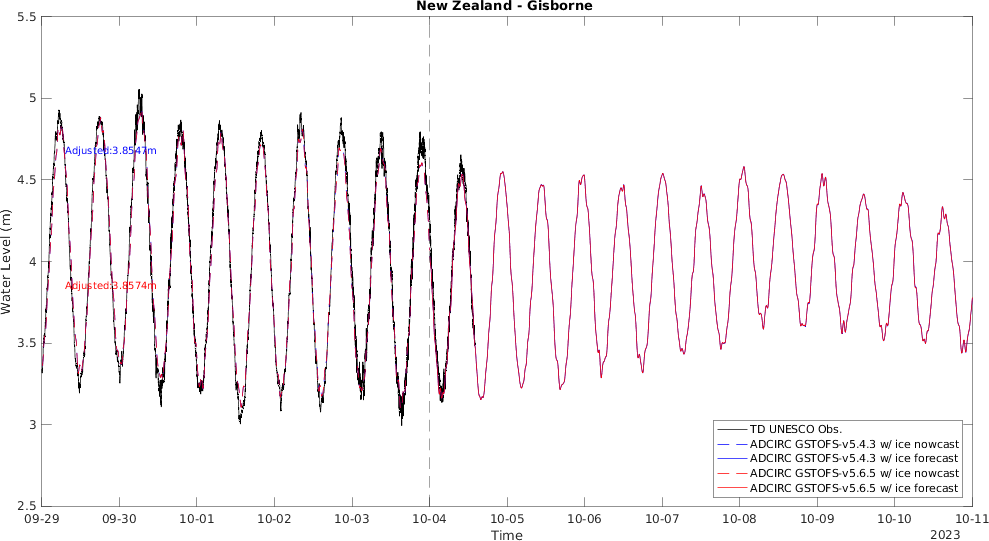 New Zealand - Gisborne
5.5
5
4.5
4
3.5
3
2.5
Water Level (m)
Adjusted:3.8547m
Adjusted:3.8574m
TD UNESCO Obs.
ADCIRC GSTOFS-v5.4.3 w/ ice nowcast
ADCIRC GSTOFS-v5.4.3 w/ ice forecast
ADCIRC GSTOFS-v5.6.5 w/ ice nowcast
ADCIRC GSTOFS-v5.6.5 w/ ice forecast
09-29 09-30 10-01 10-02 10-03 10-04 10-05 10-06 10-07 10-08 10-09 10-10 10-11
Time
2023